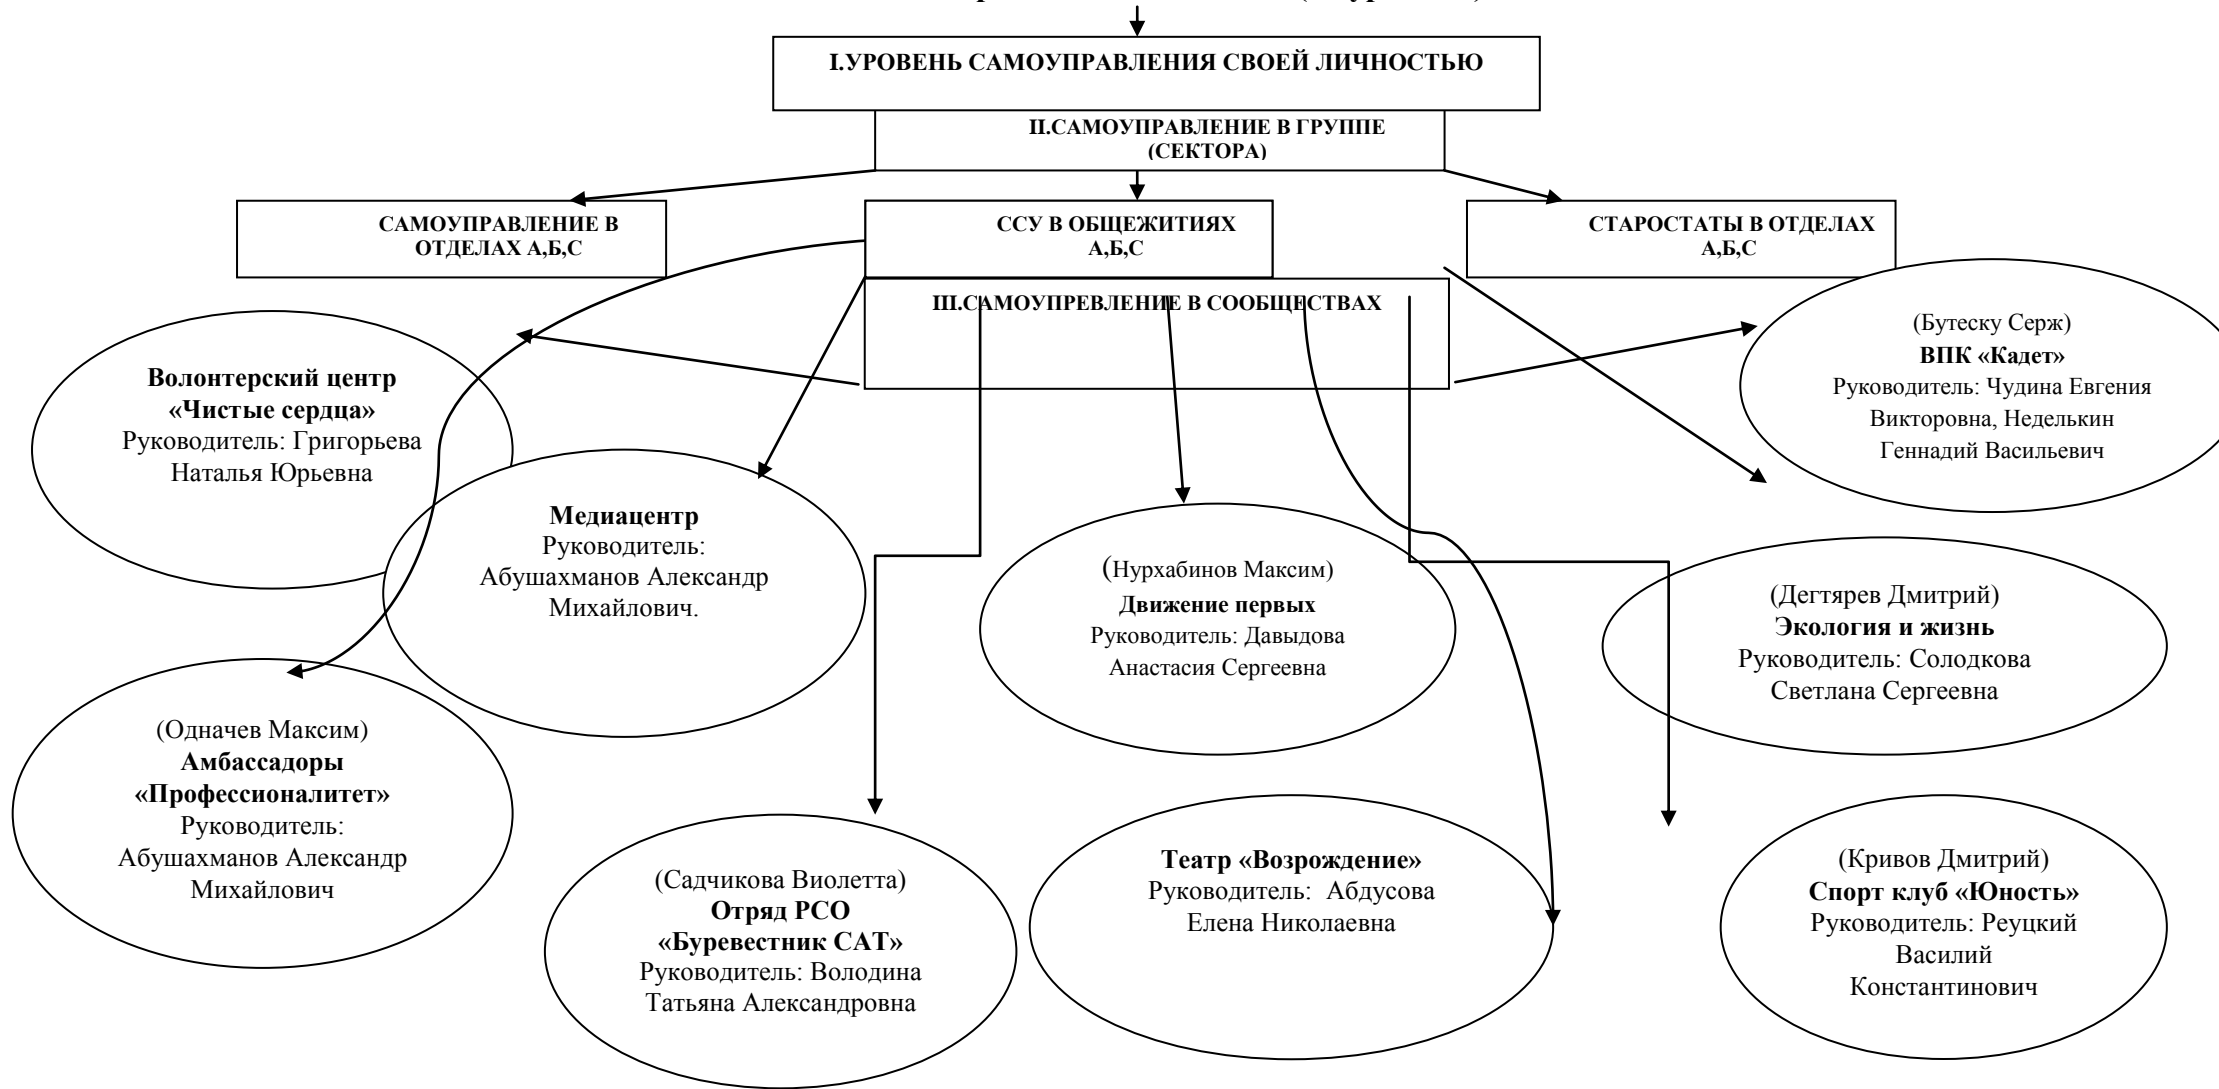 I.УРОВЕНЬ САМОУПРАВЛЕНИЯ СВОЕЙ ЛИЧНОСТЬЮ
II.САМОУПРАВЛЕНИЕ В ГРУППЕ
(СЕКТОРА)
САМОУПРАВЛЕНИЕ В
ОТДЕЛАХ А,Б,С
ССУ В ОБЩЕЖИТИЯХ
А,Б,С
СТАРОСТАТЫ В ОТДЕЛАХ
А,Б,С
III.САМОУПРЕВЛЕНИЕ В СООБЩЕСТВАХ
(Бутеску Серж)
ВПК «Кадет»
Руководитель: Чудина Евгения
Викторовна, Неделькин
Геннадий Васильевич
Волонтерский центр
«Чистые сердца»
Руководитель: Григорьева
Наталья Юрьевна
Медиацентр
Руководитель:
Абушахманов Александр
Михайлович.
(Нурхабинов Максим)
Движение первых
Руководитель: Давыдова
Анастасия Сергеевна
(Дегтярев Дмитрий)
Экология и жизнь
Руководитель: Солодкова
Светлана Сергеевна
(Одначев Максим)
Амбассадоры
«Профессионалитет»
Руководитель:
Абушахманов Александр
Михайлович
(Садчикова Виолетта)
Отряд РСО
«Буревестник САТ»
Руководитель: Володина
Татьяна Александровна
Театр «Возрождение»
Руководитель: Абдусова
Елена Николаевна
(Кривов Дмитрий)
Спорт клуб «Юность»
Руководитель: Реуцкий
Василий
Константинович